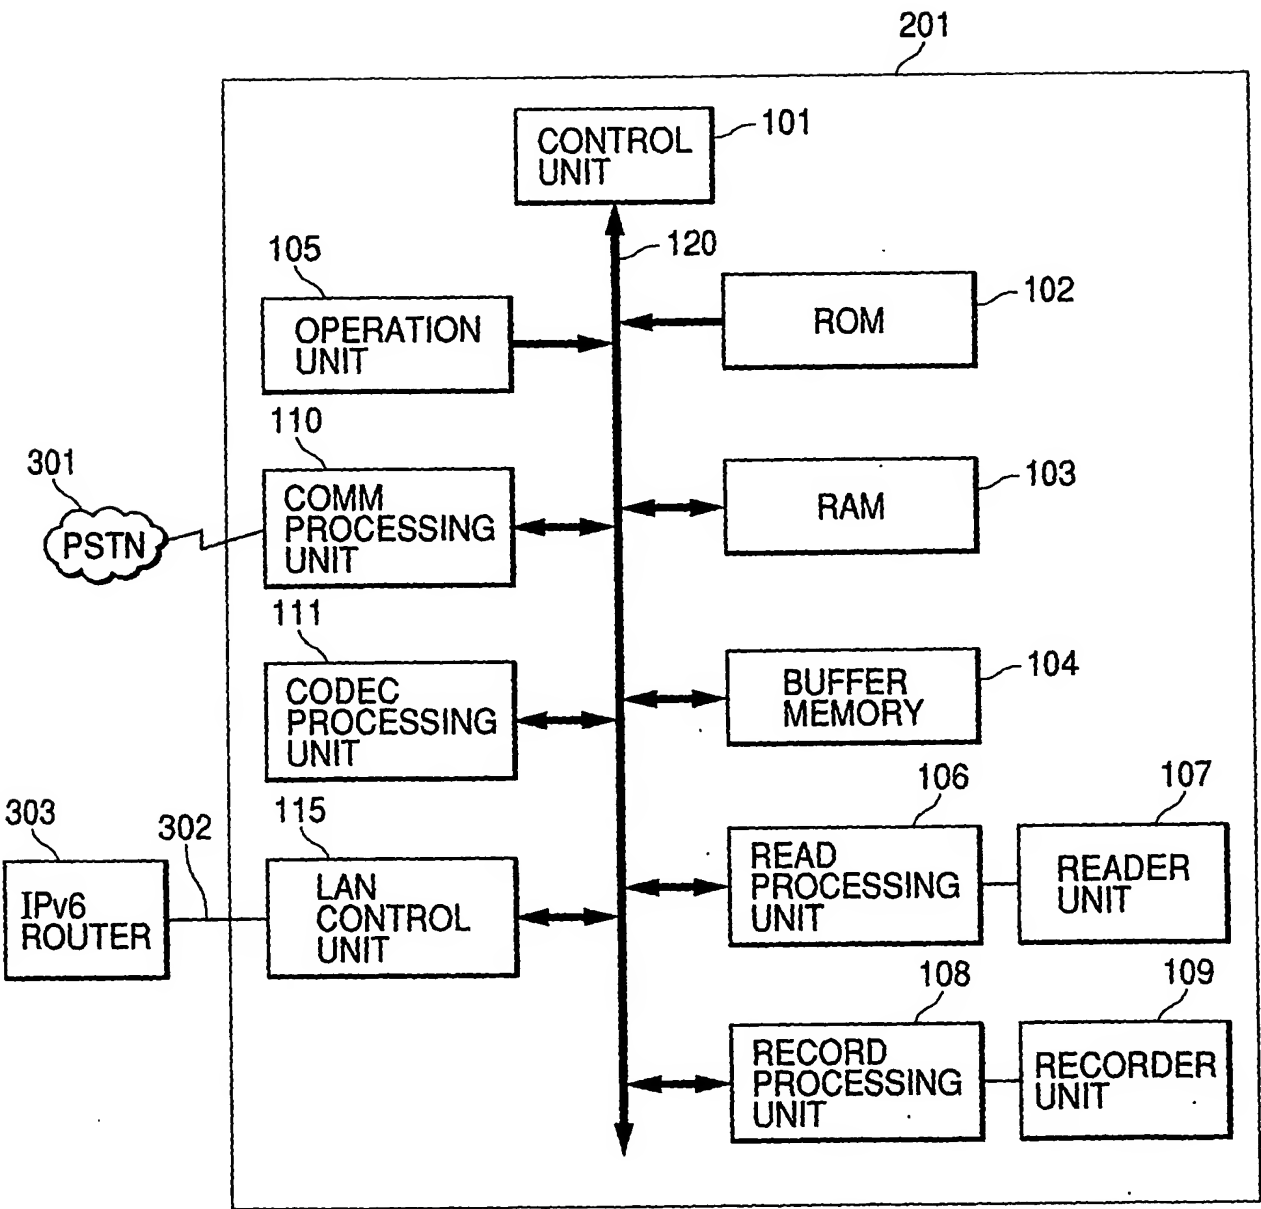 201
CONTROL
UNIT
101
120
105
OPERATION
UNIT
ROM
102
110
COMM
PROCESSING
UNIT
301
PSTN
RAM
103
111
CODEC
PROCESSING
UNIT
BUFFER
MEMORY
104
303
IPv6
ROUTER
302
115
LAN
CONTROL
UNIT
106
READ
PROCESSING
UNIT
107
READER
UNIT
108
RECORD
PROCESSING
UNIT
109
RECORDER
UNIT